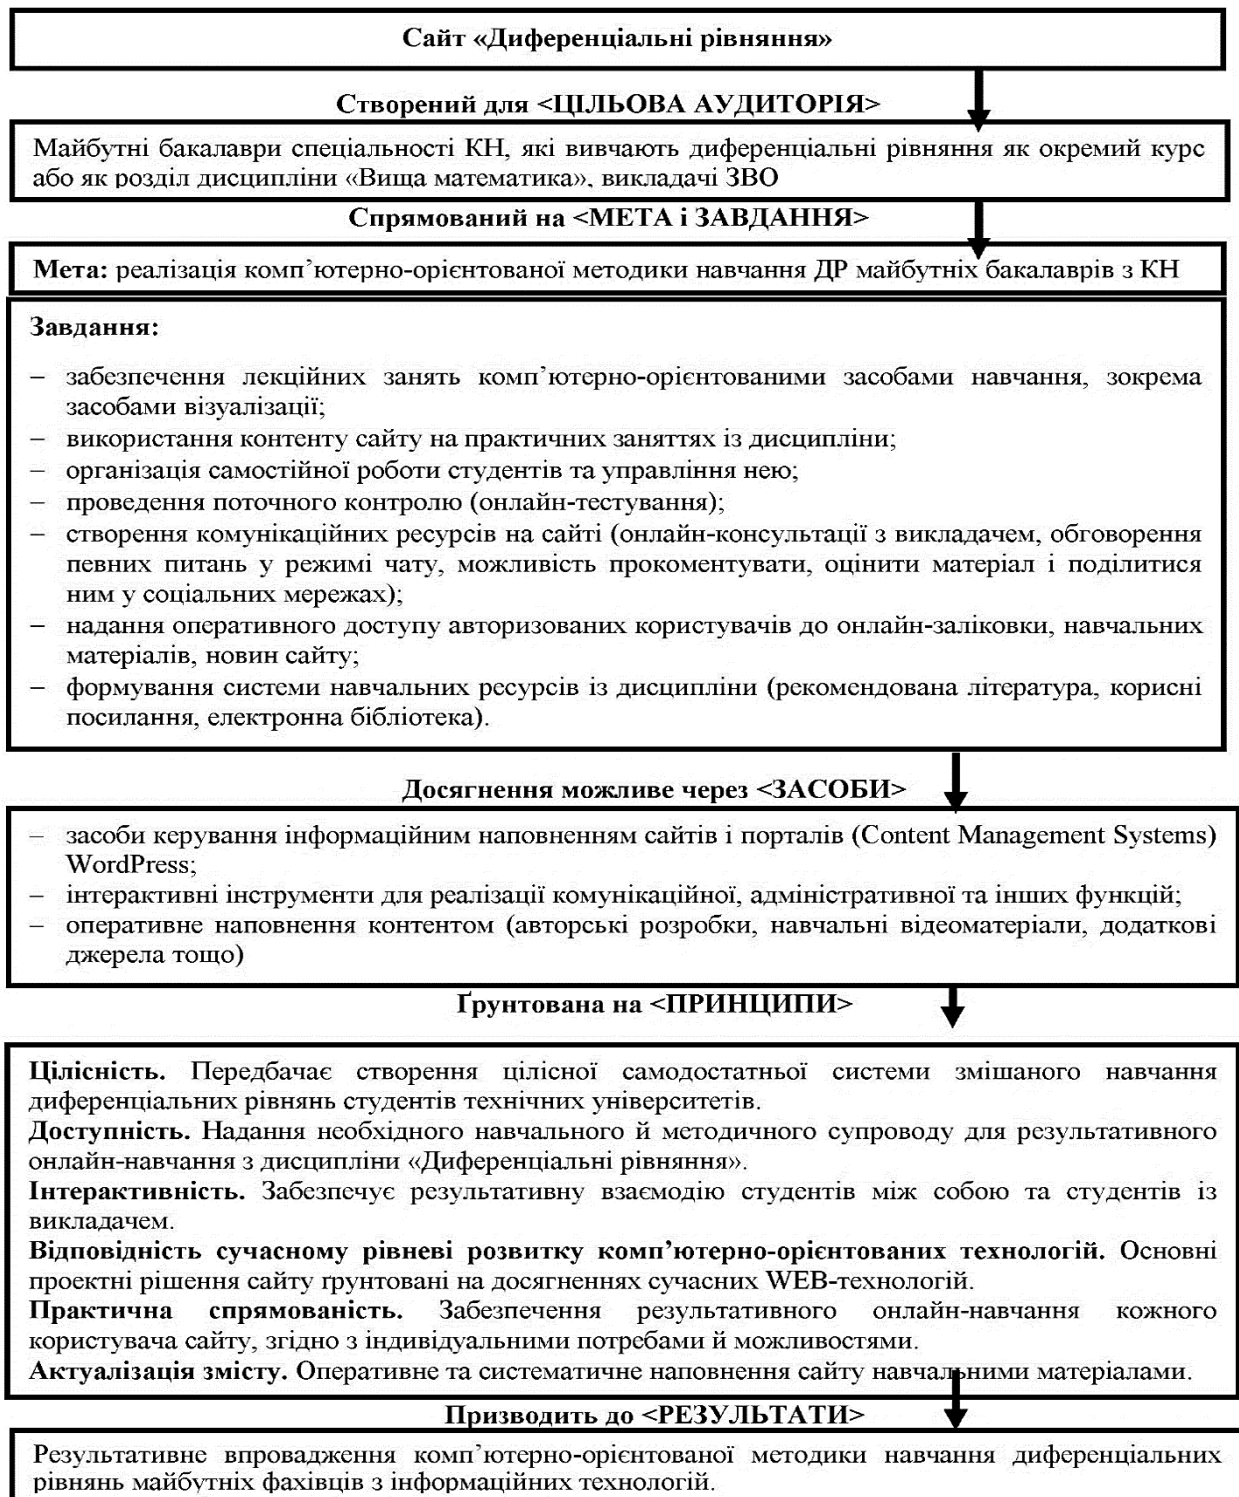 Сайт «Диференціальні рівняння»
Створений для <ЦІЛЬОВА АУДИТОРІЯ>
Майбутні бакалаври спеціальності КН, які вивчають диференціальні рівняння як окремий курс
або як розділ дисципліни «Вища математика», викладачі ЗВО
Спрямований на <МЕТА і ЗАВДАННЯ>
Мета: реалізація комп’ютерно-орієнтованої методики навчання ДР майбутніх бакалаврів з КН
Завдання:
– забезпечення лекційних занять комп’ютерно-орієнтованими засобами навчання, зокрема
засобами візуалізації;
– використання контенту сайту на практичних заняттях із дисципліни;
– організація самостійної роботи студентів та управління нею;
– проведення поточного контролю (онлайн-тестування);
– створення комунікаційних ресурсів на сайті (онлайн-консультації з викладачем, обговорення
певних питань у режимі чату, можливість прокоментувати, оцінити матеріал і поділитися
ним у соціальних мережах);
– надання оперативного доступу авторизованих користувачів до онлайн-заліковки, навчальних
матеріалів, новин сайту;
– формування системи навчальних ресурсів із дисципліни (рекомендована література, корисні
посилання, електронна бібліотека).
Досягнення можливе через <ЗАСОБИ>
– засоби керування інформаційним наповненням сайтів і порталів (Content Management Systems)
WordPress;
– інтерактивні інструменти для реалізації комунікаційної, адміністративної та інших функцій;
– оперативне наповнення контентом (авторські розробки, навчальні відеоматеріали, додаткові
джерела тощо)
Ґрунтована на <ПРИНЦИПИ>
Цілісність. Передбачає створення цілісної самодостатньої системи змішаного навчання
диференціальних рівнянь студентів технічних університетів.
Доступність. Надання необхідного навчального й методичного супроводу для результативного
онлайн-навчання з дисципліни «Диференціальні рівняння».
Інтерактивність. Забезпечує результативну взаємодію студентів між собою та студентів із
викладачем.
Відповідність сучасному рівневі розвитку комп’ютерно-орієнтованих технологій. Основні
проектні рішення сайту ґрунтовані на досягненнях сучасних WEB-технологій.
Практична спрямованість. Забезпечення результативного онлайн-навчання кожного
користувача сайту, згідно з індивідуальними потребами й можливостями.
Актуалізація змісту. Оперативне та систематичне наповнення сайту навчальними матеріалами.
Призводить до <РЕЗУЛЬТАТИ>
Результативне впровадження комп’ютерно-орієнтованої методики навчання диференціальних
рівнянь майбутніх фахівців з інформаційних технологій.